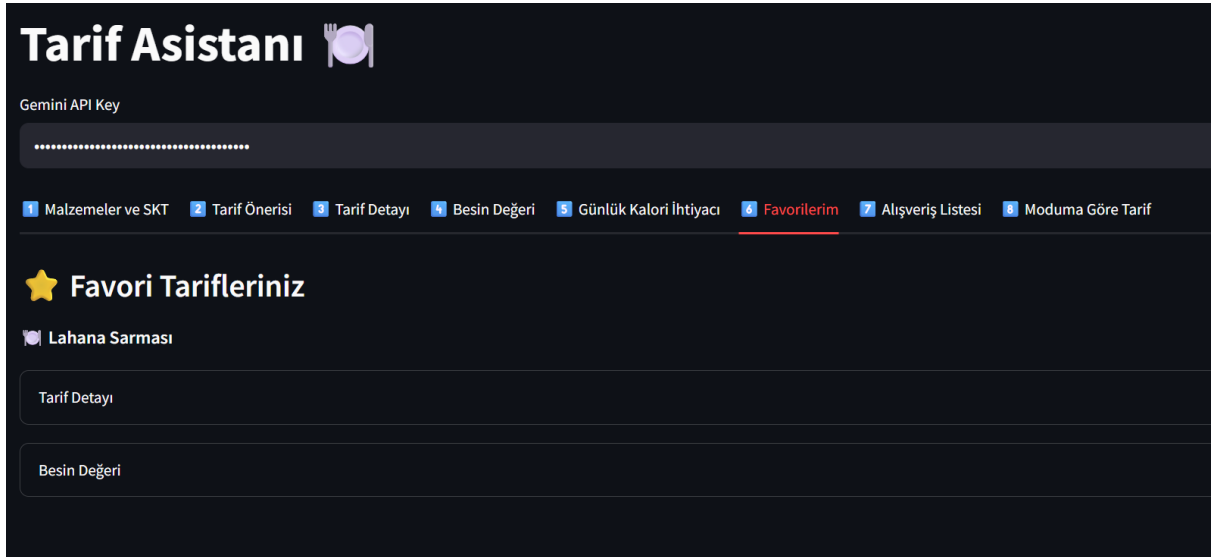 Tarif Asistanı 🍽️
Gemini API Key
•••••••••••••••••••••••••••••••••••••••
1️⃣ Malzemeler ve SKT 2️⃣ Tarif Önerisi 3️⃣ Tarif Detayı 4️⃣ Besin Değeri 5️⃣ Günlük Kalori İhtiyacı 6️⃣ Favorilerim 7️⃣ Alışveriş Listesi 8️⃣ Moduma Göre Tarif
⭐ Favori Tarifleriniz
🍽️ Lahana Sarması
Tarif Detayı
Besin Değeri